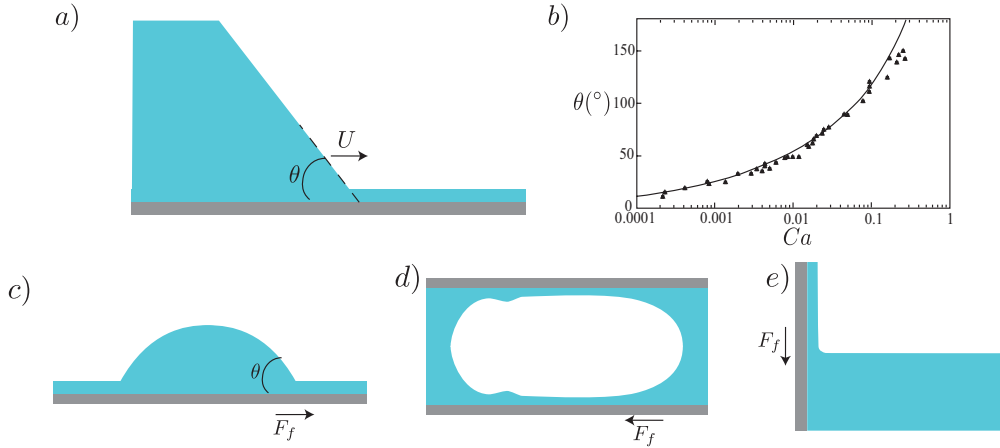 a)
U
θ
b)
θ(°)
150
100
50
0
0.0001
0.001
0.01
0.1
1
Ca
c)
θ
F_f
d)
F_f
e)
F_f